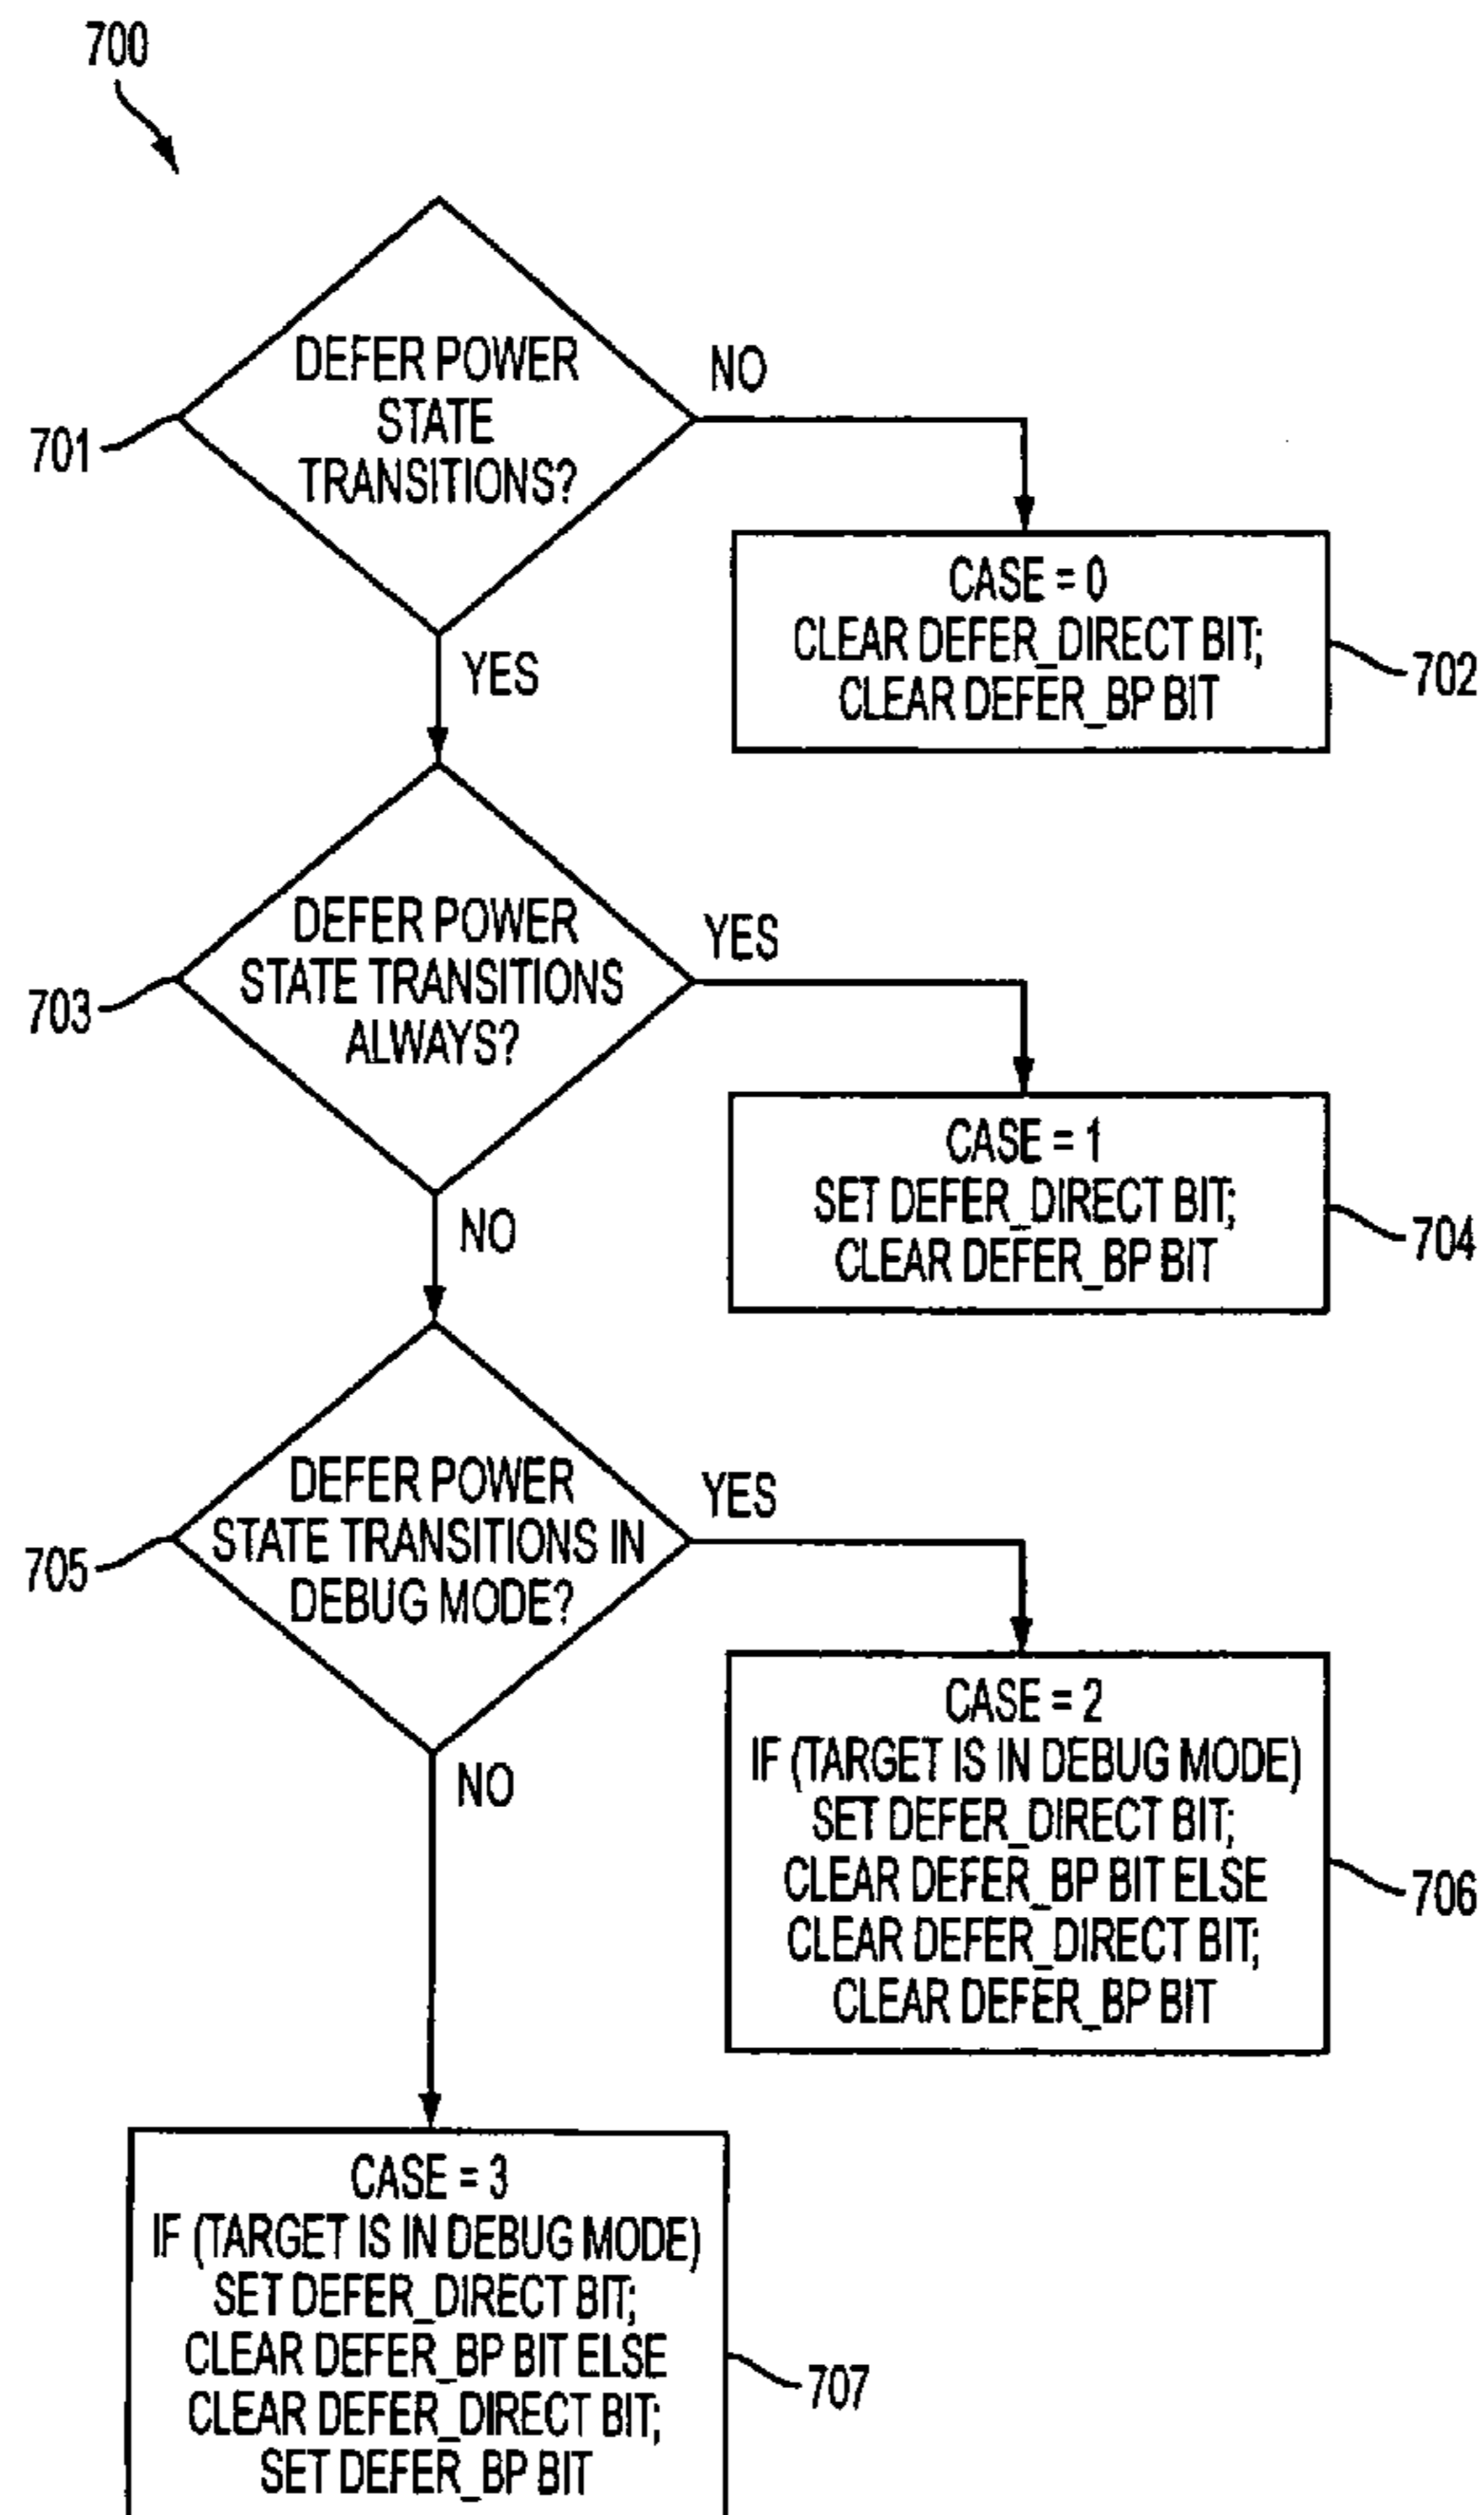 700
DEFER POWER
STATE
TRANSITIONS?
701
NO
CASE = 0
CLEAR DEFER_DIRECT BIT;
CLEAR DEFER_BP BIT
702
YES
DEFER POWER
STATE TRANSITIONS
ALWAYS?
703
YES
CASE = 1
SET DEFER_DIRECT BIT;
CLEAR DEFER_BP BIT
704
NO
DEFER POWER
STATE TRANSITIONS IN
DEBUG MODE?
705
YES
CASE = 2
IF (TARGET IS IN DEBUG MODE)
SET DEFER_DIRECT BIT;
CLEAR DEFER_BP BIT ELSE
CLEAR DEFER_DIRECT BIT;
CLEAR DEFER_BP BIT
706
NO
CASE = 3
IF (TARGET IS IN DEBUG MODE)
SET DEFER_DIRECT BIT;
CLEAR DEFER_BP BIT ELSE
CLEAR DEFER_DIRECT BIT;
SET DEFER_BP BIT
707